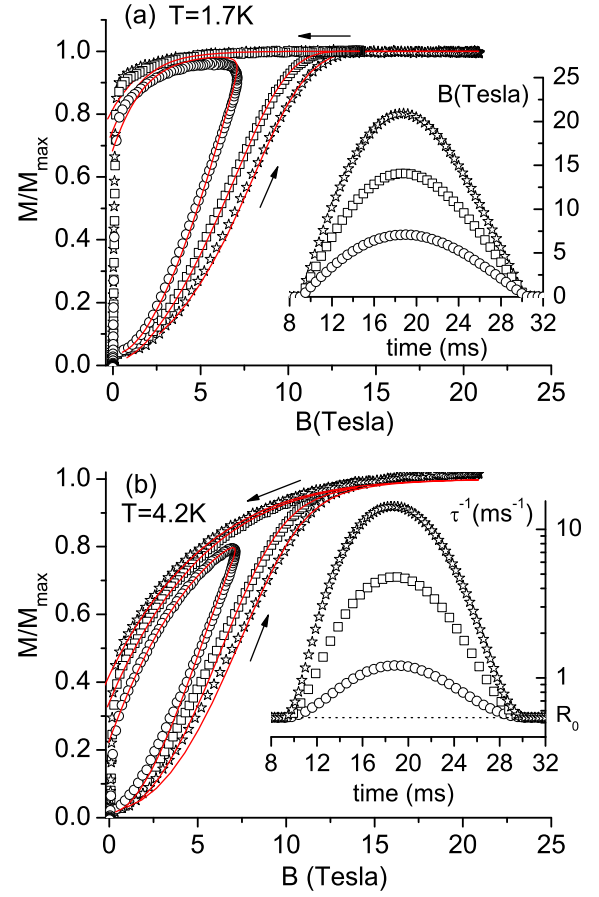 (a) T=1.7K
M/M_max
1.0
0.8
0.6
0.4
0.2
0.0
0 5 10 15 20 25
B(Tesla)
B(Tesla)
25
20
15
10
5
0
8 12 16 20 24 28 32
time (ms)
(b)
T=4.2K
M/M_max
1.0
0.8
0.6
0.4
0.2
0.0
0 5 10 15 20 25
B (Tesla)
τ⁻¹(ms⁻¹)
10
1
R₀
8 12 16 20 24 28 32
time (ms)